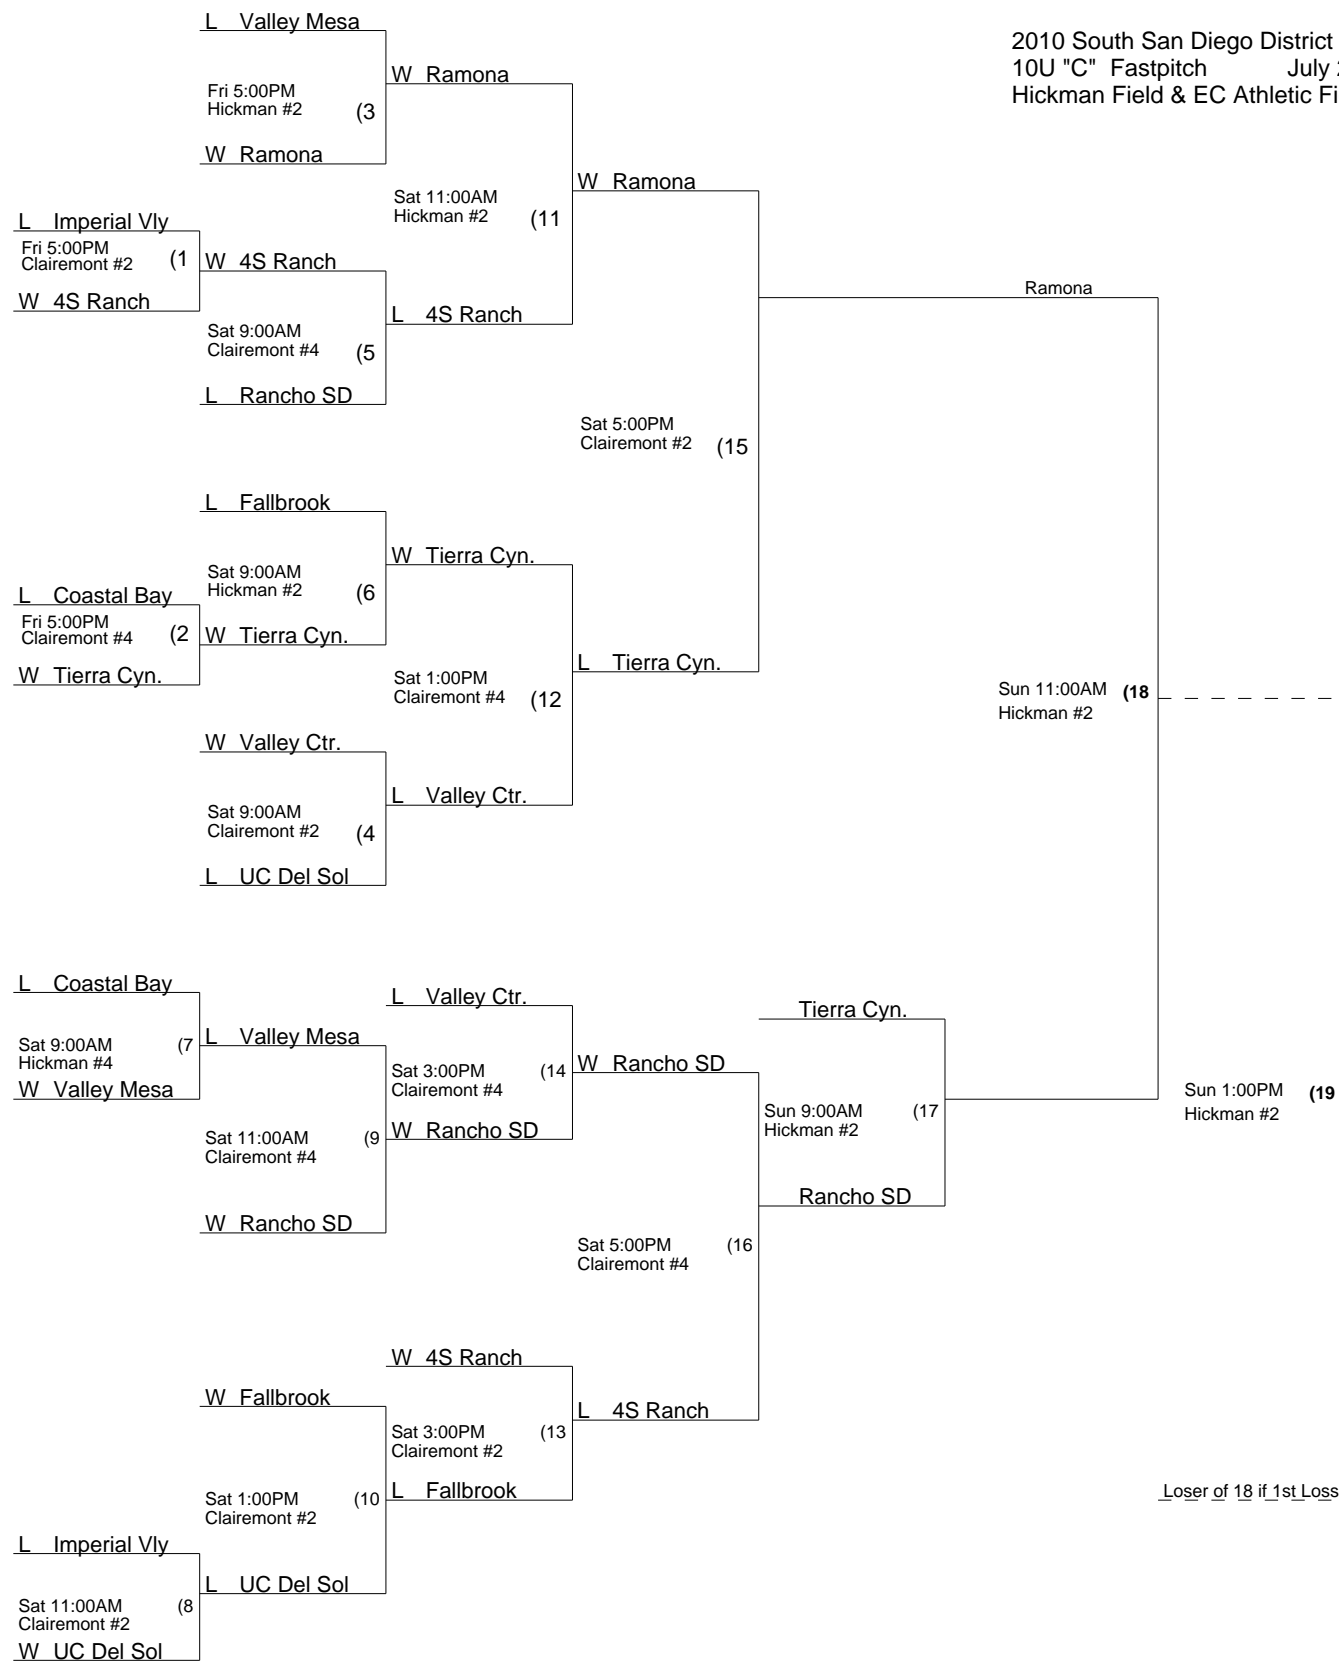 2010 South San Diego District
10U "C" Fastpitch July
Hickman Field & EC Athletic Fi
L Valley Mesa
Fri 5:00PM
Hickman #2 (3
W Ramona
W Ramona
L Imperial Vly
Fri 5:00PM
Clairemont #2 (1
W 4S Ranch
W 4S Ranch
Sat 9:00AM
Clairemont #4 (5
L Rancho SD
Sat 11:00AM
Hickman #2 (11
L 4S Ranch
W Ramona
Sat 5:00PM
Clairemont #2 (15
L Fallbrook
Sat 9:00AM
Hickman #2 (6
W Tierra Cyn.
L Coastal Bay
Fri 5:00PM
Clairemont #4 (2
W Tierra Cyn.
W Tierra Cyn.
Sat 1:00PM
Clairemont #4 (12
L Tierra Cyn.
W Valley Ctr.
Sat 9:00AM
Clairemont #2 (4
L UC Del Sol
L Valley Ctr.
Ramona
Sun 11:00AM (18
Hickman #2
L Coastal Bay
Sat 9:00AM (7
Hickman #4
W Valley Mesa
L Valley Mesa
Sat 11:00AM (9
Clairemont #4
W Rancho SD
L Valley Ctr.
Sat 3:00PM (14
Clairemont #4
W Rancho SD
W Rancho SD
Tierra Cyn.
Sun 9:00AM (17
Hickman #2
Rancho SD
Sun 1:00PM (19
Hickman #2
Sat 5:00PM (16
Clairemont #4
W 4S Ranch
Sat 3:00PM (13
Clairemont #2
L Fallbrook
L 4S Ranch
W Fallbrook
Sat 1:00PM (10
Clairemont #2
L UC Del Sol
L Imperial Vly
Sat 11:00AM (8
Clairemont #2
W UC Del Sol
Loser of 18 if 1st Loss